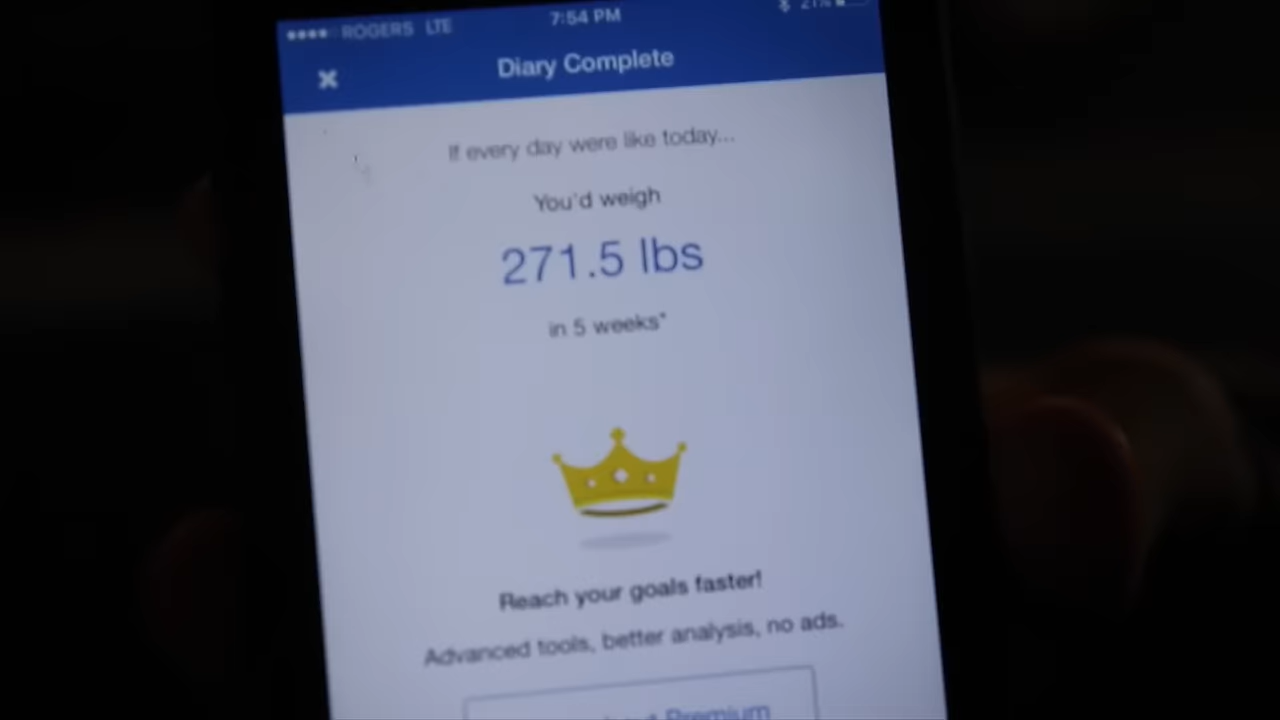 ROGERS LTE 7:54 PM 21%
Diary Complete
If every day were like today...
You'd weigh
271.5 lbs
in 5 weeks*
Reach your goals faster!
Advanced tools, better analysis, no ads.
Premium